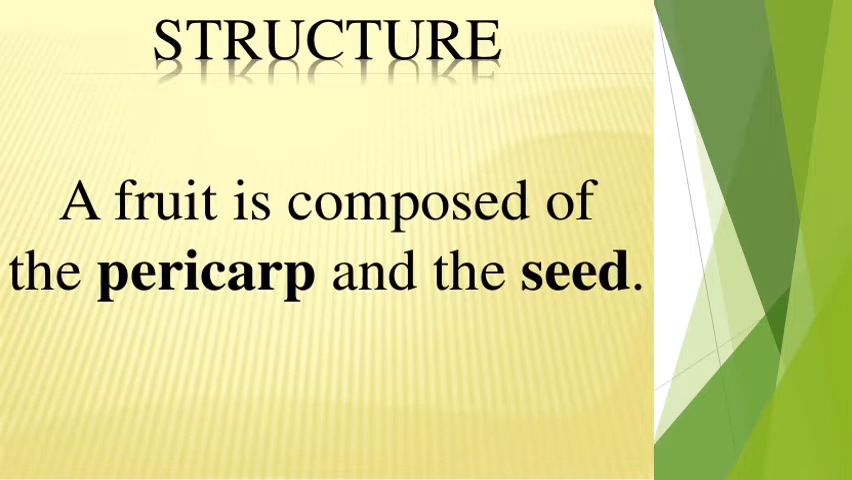 STRUCTURE
A fruit is composed of
the pericarp and the seed.